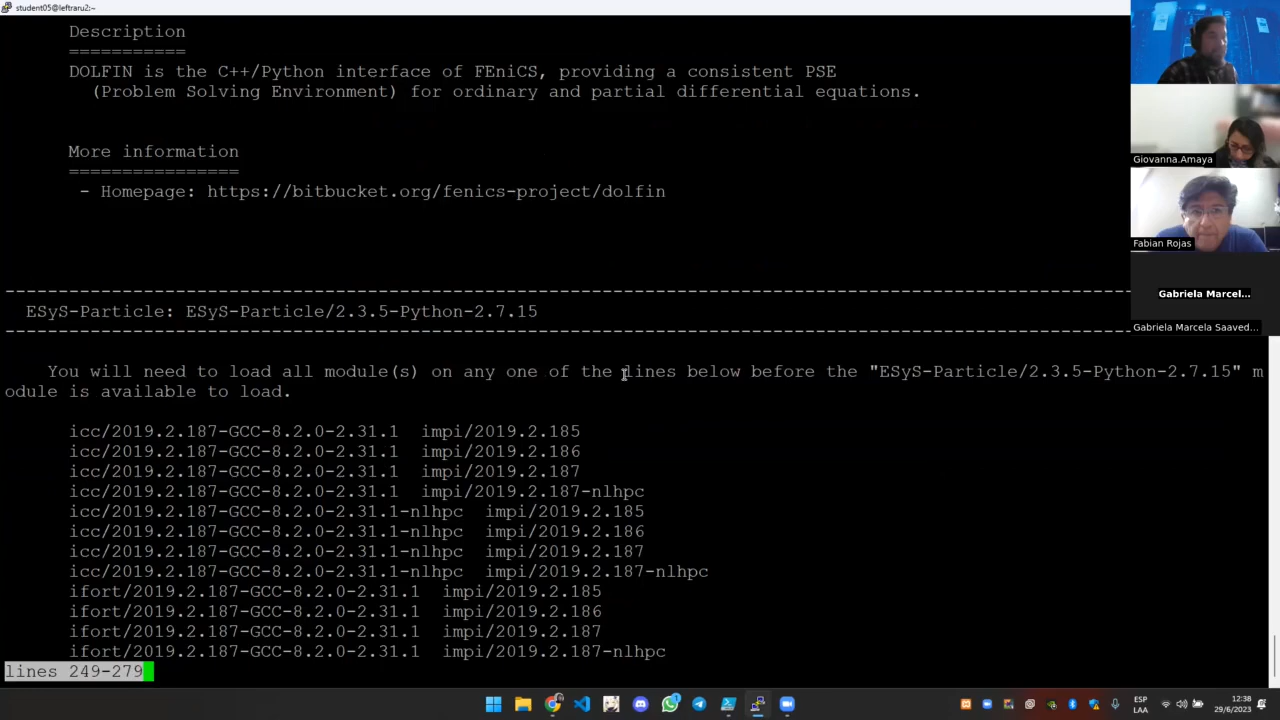 student05@leftraru2:~
Description
===========
DOLFIN is the C++/Python interface of FEniCS, providing a consistent PSE
(Problem Solving Environment) for ordinary and partial differential equations.
More information
================
- Homepage: https://bitbucket.org/fenics-project/dolfin
ESyS-Particle: ESyS-Particle/2.3.5-Python-2.7.15
You will need to load all module(s) on any one of the lines below before the "ESyS-Particle/2.3.5-Python-2.7.15" m
odule is available to load.
icc/2019.2.187-GCC-8.2.0-2.31.1  impi/2019.2.185
icc/2019.2.187-GCC-8.2.0-2.31.1  impi/2019.2.186
icc/2019.2.187-GCC-8.2.0-2.31.1  impi/2019.2.187
icc/2019.2.187-GCC-8.2.0-2.31.1  impi/2019.2.187-nlhpc
icc/2019.2.187-GCC-8.2.0-2.31.1-nlhpc  impi/2019.2.185
icc/2019.2.187-GCC-8.2.0-2.31.1-nlhpc  impi/2019.2.186
icc/2019.2.187-GCC-8.2.0-2.31.1-nlhpc  impi/2019.2.187
icc/2019.2.187-GCC-8.2.0-2.31.1-nlhpc  impi/2019.2.187-nlhpc
ifort/2019.2.187-GCC-8.2.0-2.31.1  impi/2019.2.185
ifort/2019.2.187-GCC-8.2.0-2.31.1  impi/2019.2.186
ifort/2019.2.187-GCC-8.2.0-2.31.1  impi/2019.2.187
ifort/2019.2.187-GCC-8.2.0-2.31.1  impi/2019.2.187-nlhpc
lines 249-279
Giovanna.Amaya
Fabian Rojas
Gabriela Marcel...
Gabriela Marcela Saaved...
ESP
LAA
12:38
29/6/2023